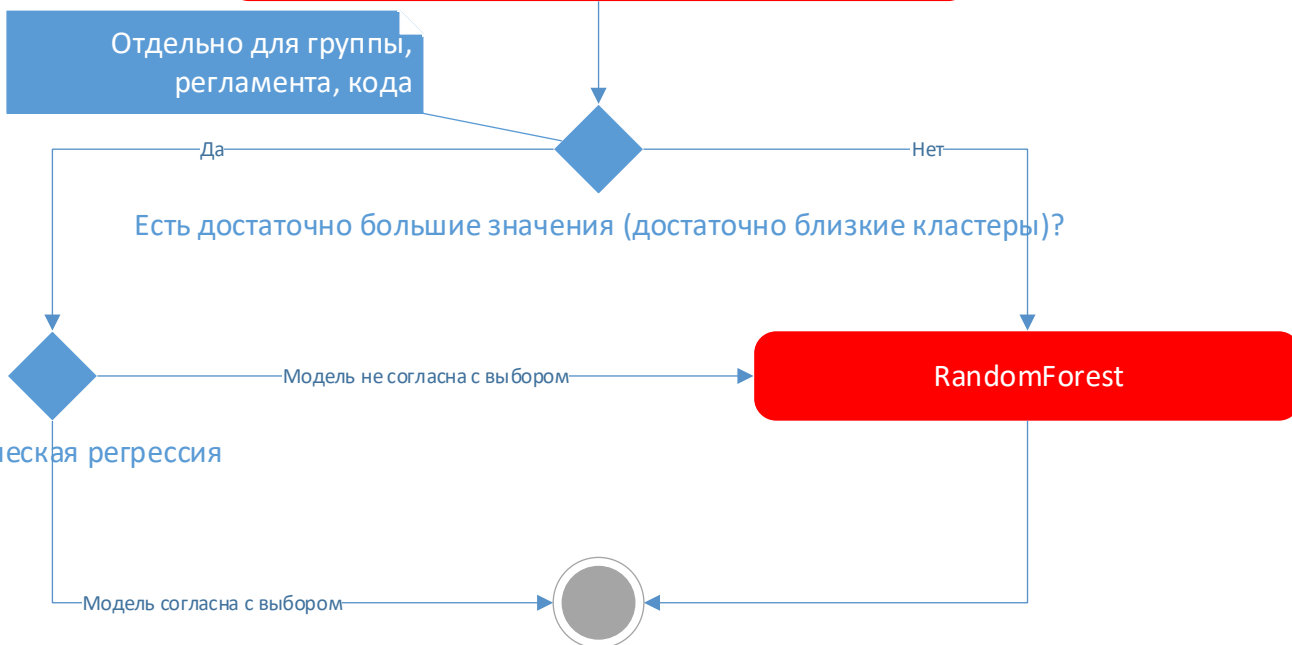 Отдельно для группы,
регламента, кода
Да
Нет
Есть достаточно большие значения (достаточно близкие кластеры)?
Модель не согласна с выбором
RandomForest
еская регрессия
Модель согласна с выбором